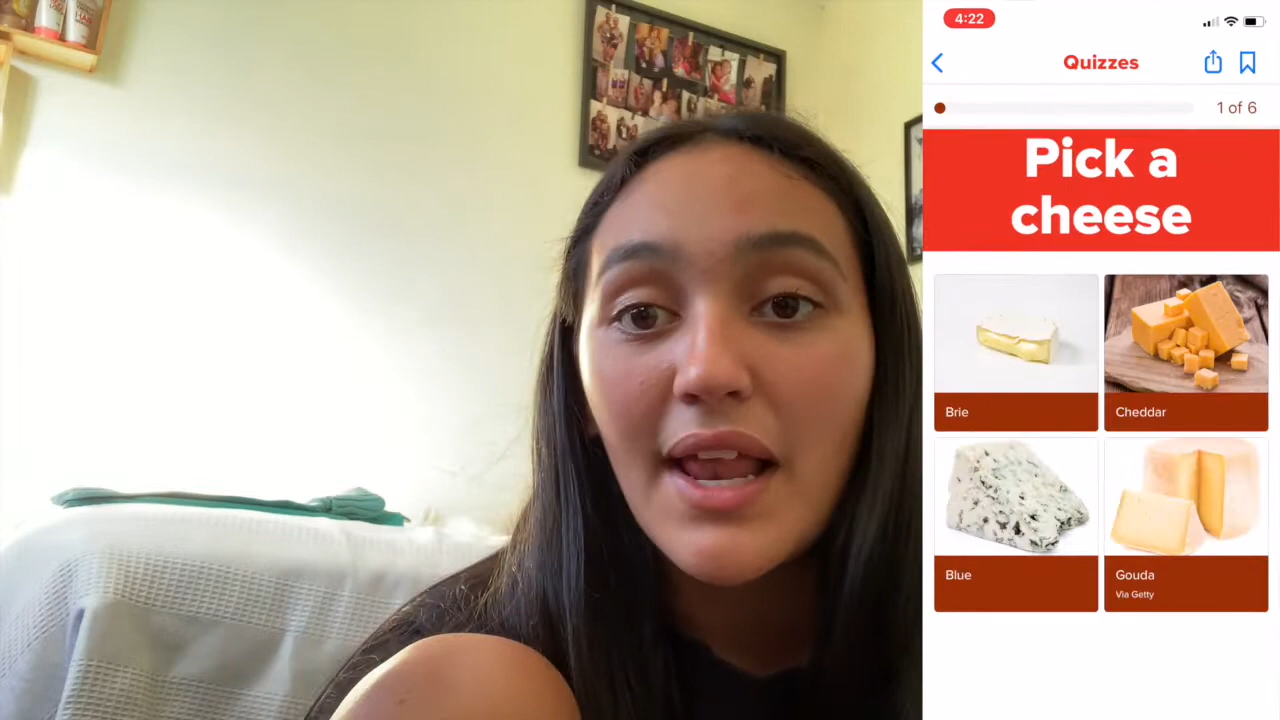 4:22
Quizzes
1 of 6
Pick a
cheese
Brie
Cheddar
Blue
Gouda
Via Getty